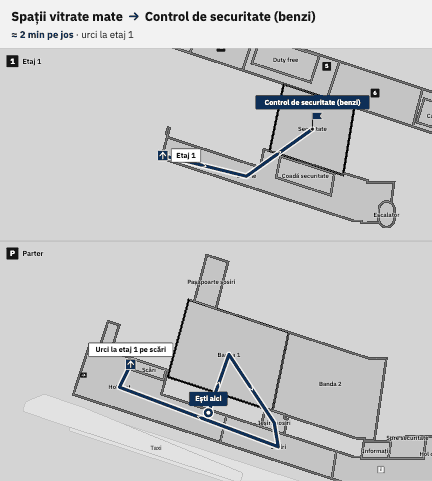 Spații vitrate mate → Control de securitate (benzi)
≈ 2 min pe jos · urci la etaj 1
1 Etaj 1
Duty free
5
6
Control de securitate (benzi)
Securitate
Etaj 1
Coadă securitate
Escalator
P Parter
Pașapoarte sosiri
Urci la etaj 1 pe scări
Scări
Banda 1
Banda 2
Ești aici
Taxi
Informații